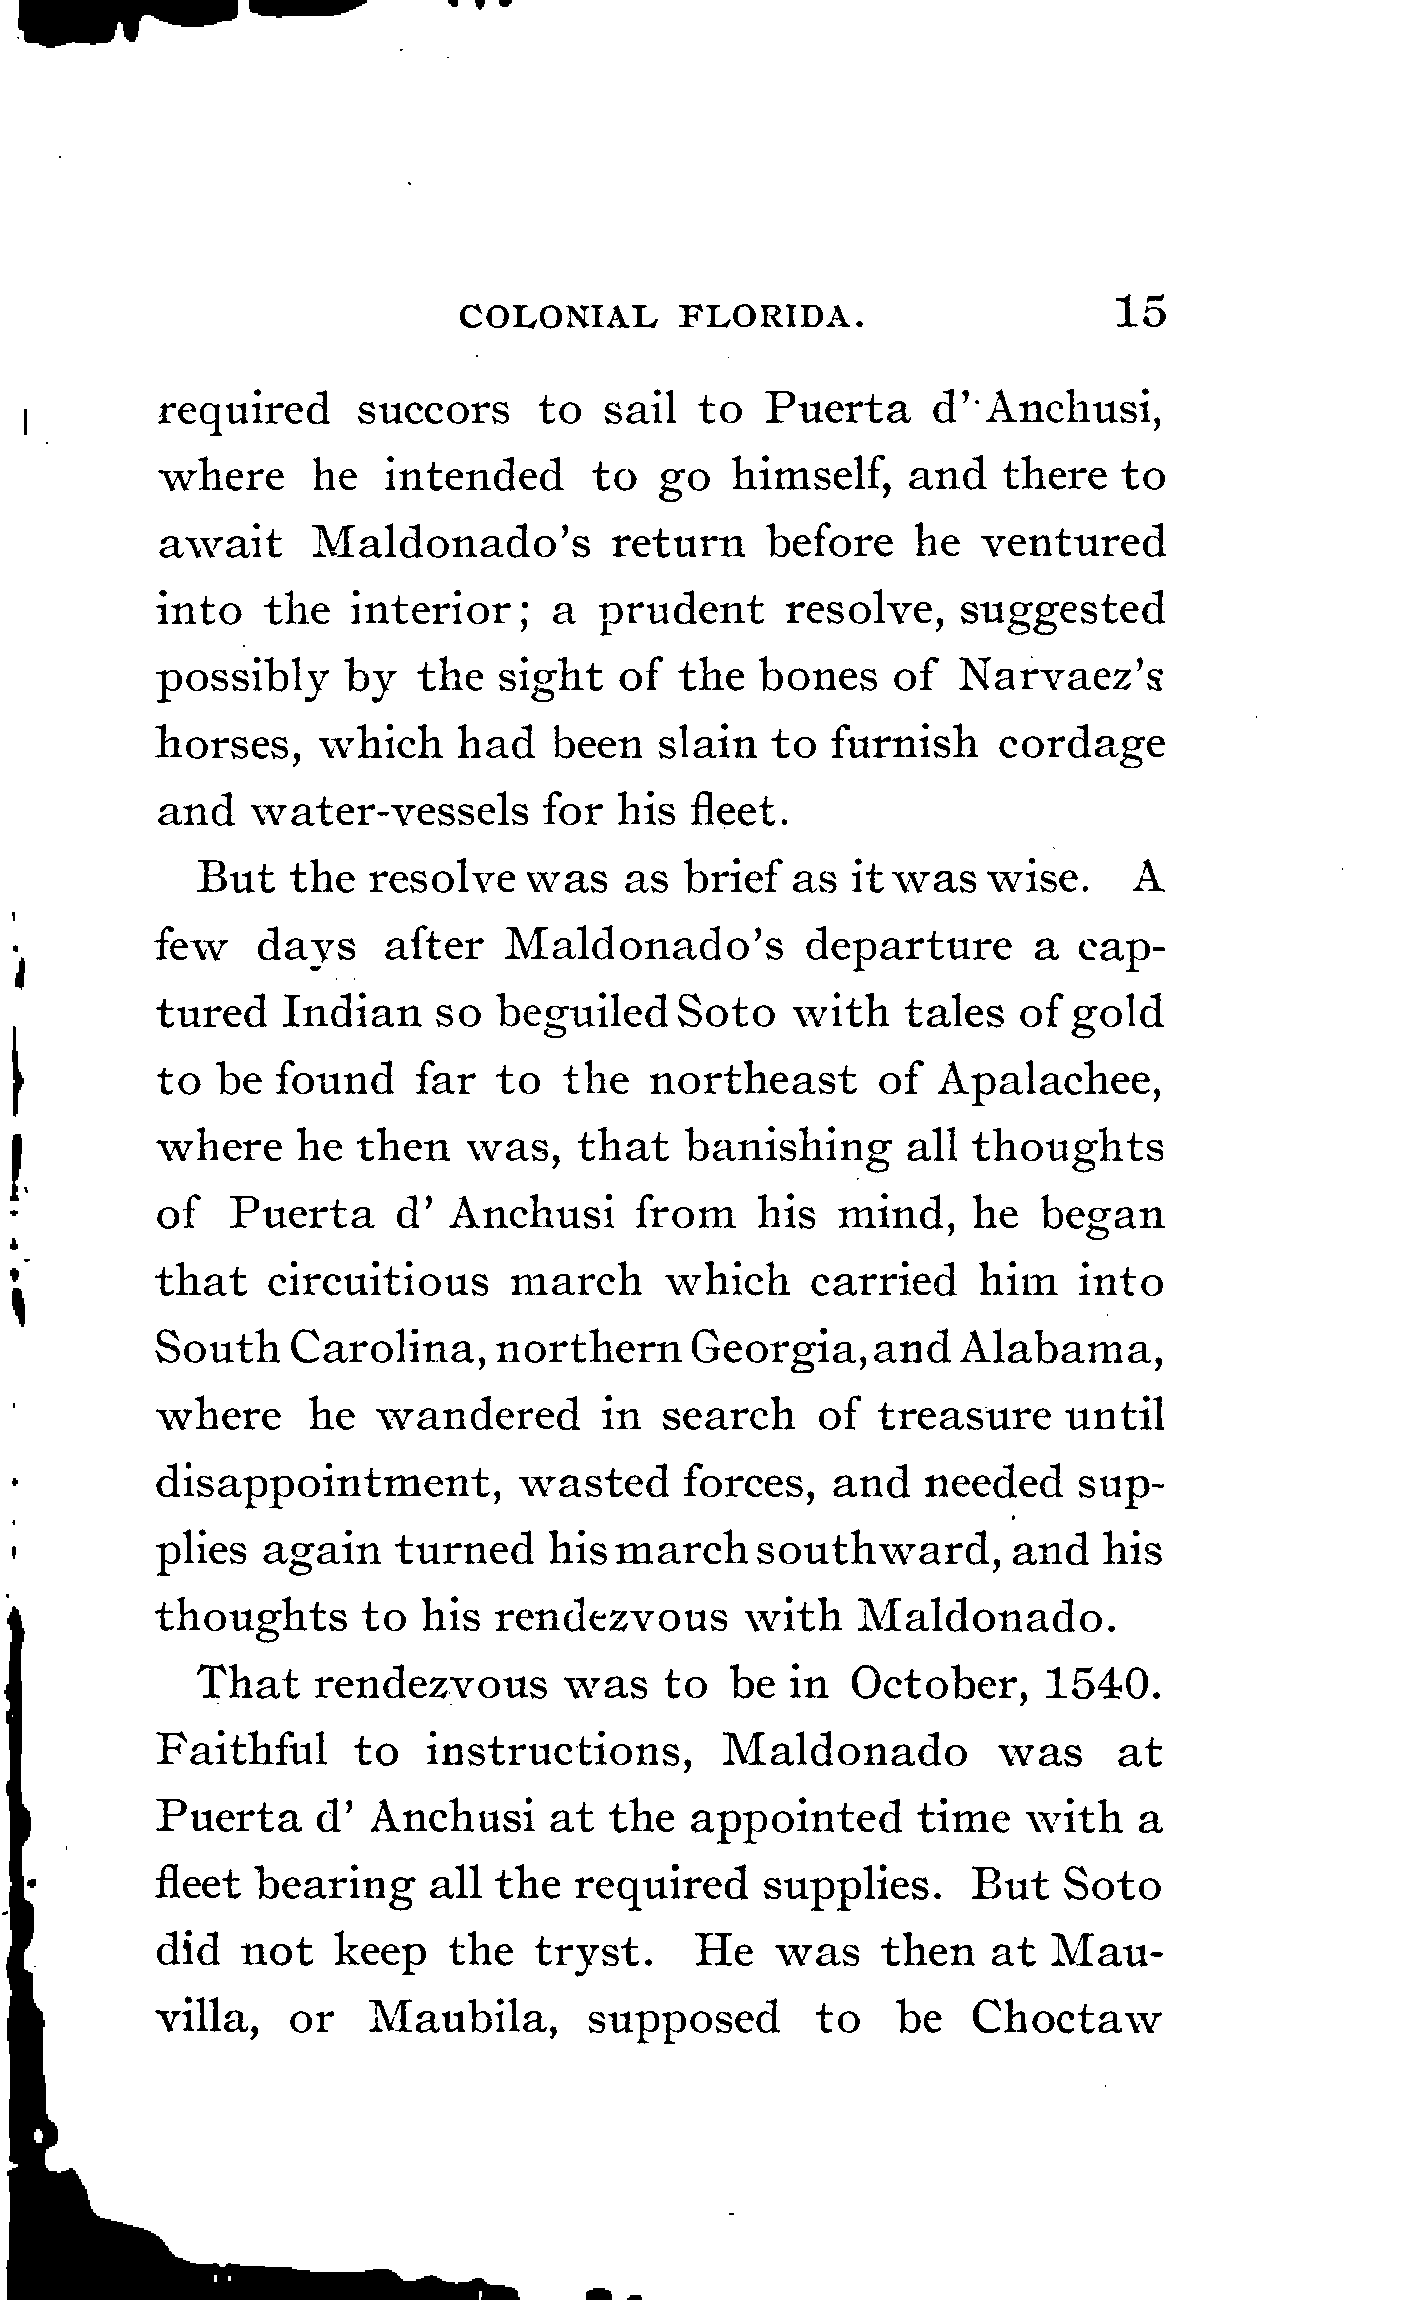 COLONIAL FLORIDA. 15
required succors to sail to Puerta d' Anchusi,
where he intended to go himself, and there to
await Maldonado's return before he ventured
into the interior; a prudent resolve, suggested
possibly by the sight of the bones of Narvaez's
horses, which had been slain to furnish cordage
and water-vessels for his fleet.
But the resolve was as brief as it was wise. A
few days after Maldonado's departure a cap-
tured Indian so beguiled Soto with tales of gold
to be found far to the northeast of Apalachee,
where he then was, that banishing all thoughts
of Puerta d' Anchusi from his mind, he began
that circuitious march which carried him into
South Carolina, northern Georgia, and Alabama,
where he wandered in search of treasure until
disappointment, wasted forces, and needed sup-
plies again turned his march southward, and his
thoughts to his rendezvous with Maldonado.
That rendezvous was to be in October, 1540.
Faithful to instructions, Maldonado was at
Puerta d' Anchusi at the appointed time with a
fleet bearing all the required supplies. But Soto
did not keep the tryst. He was then at Mau-
villa, or Maubila, supposed to be Choctaw